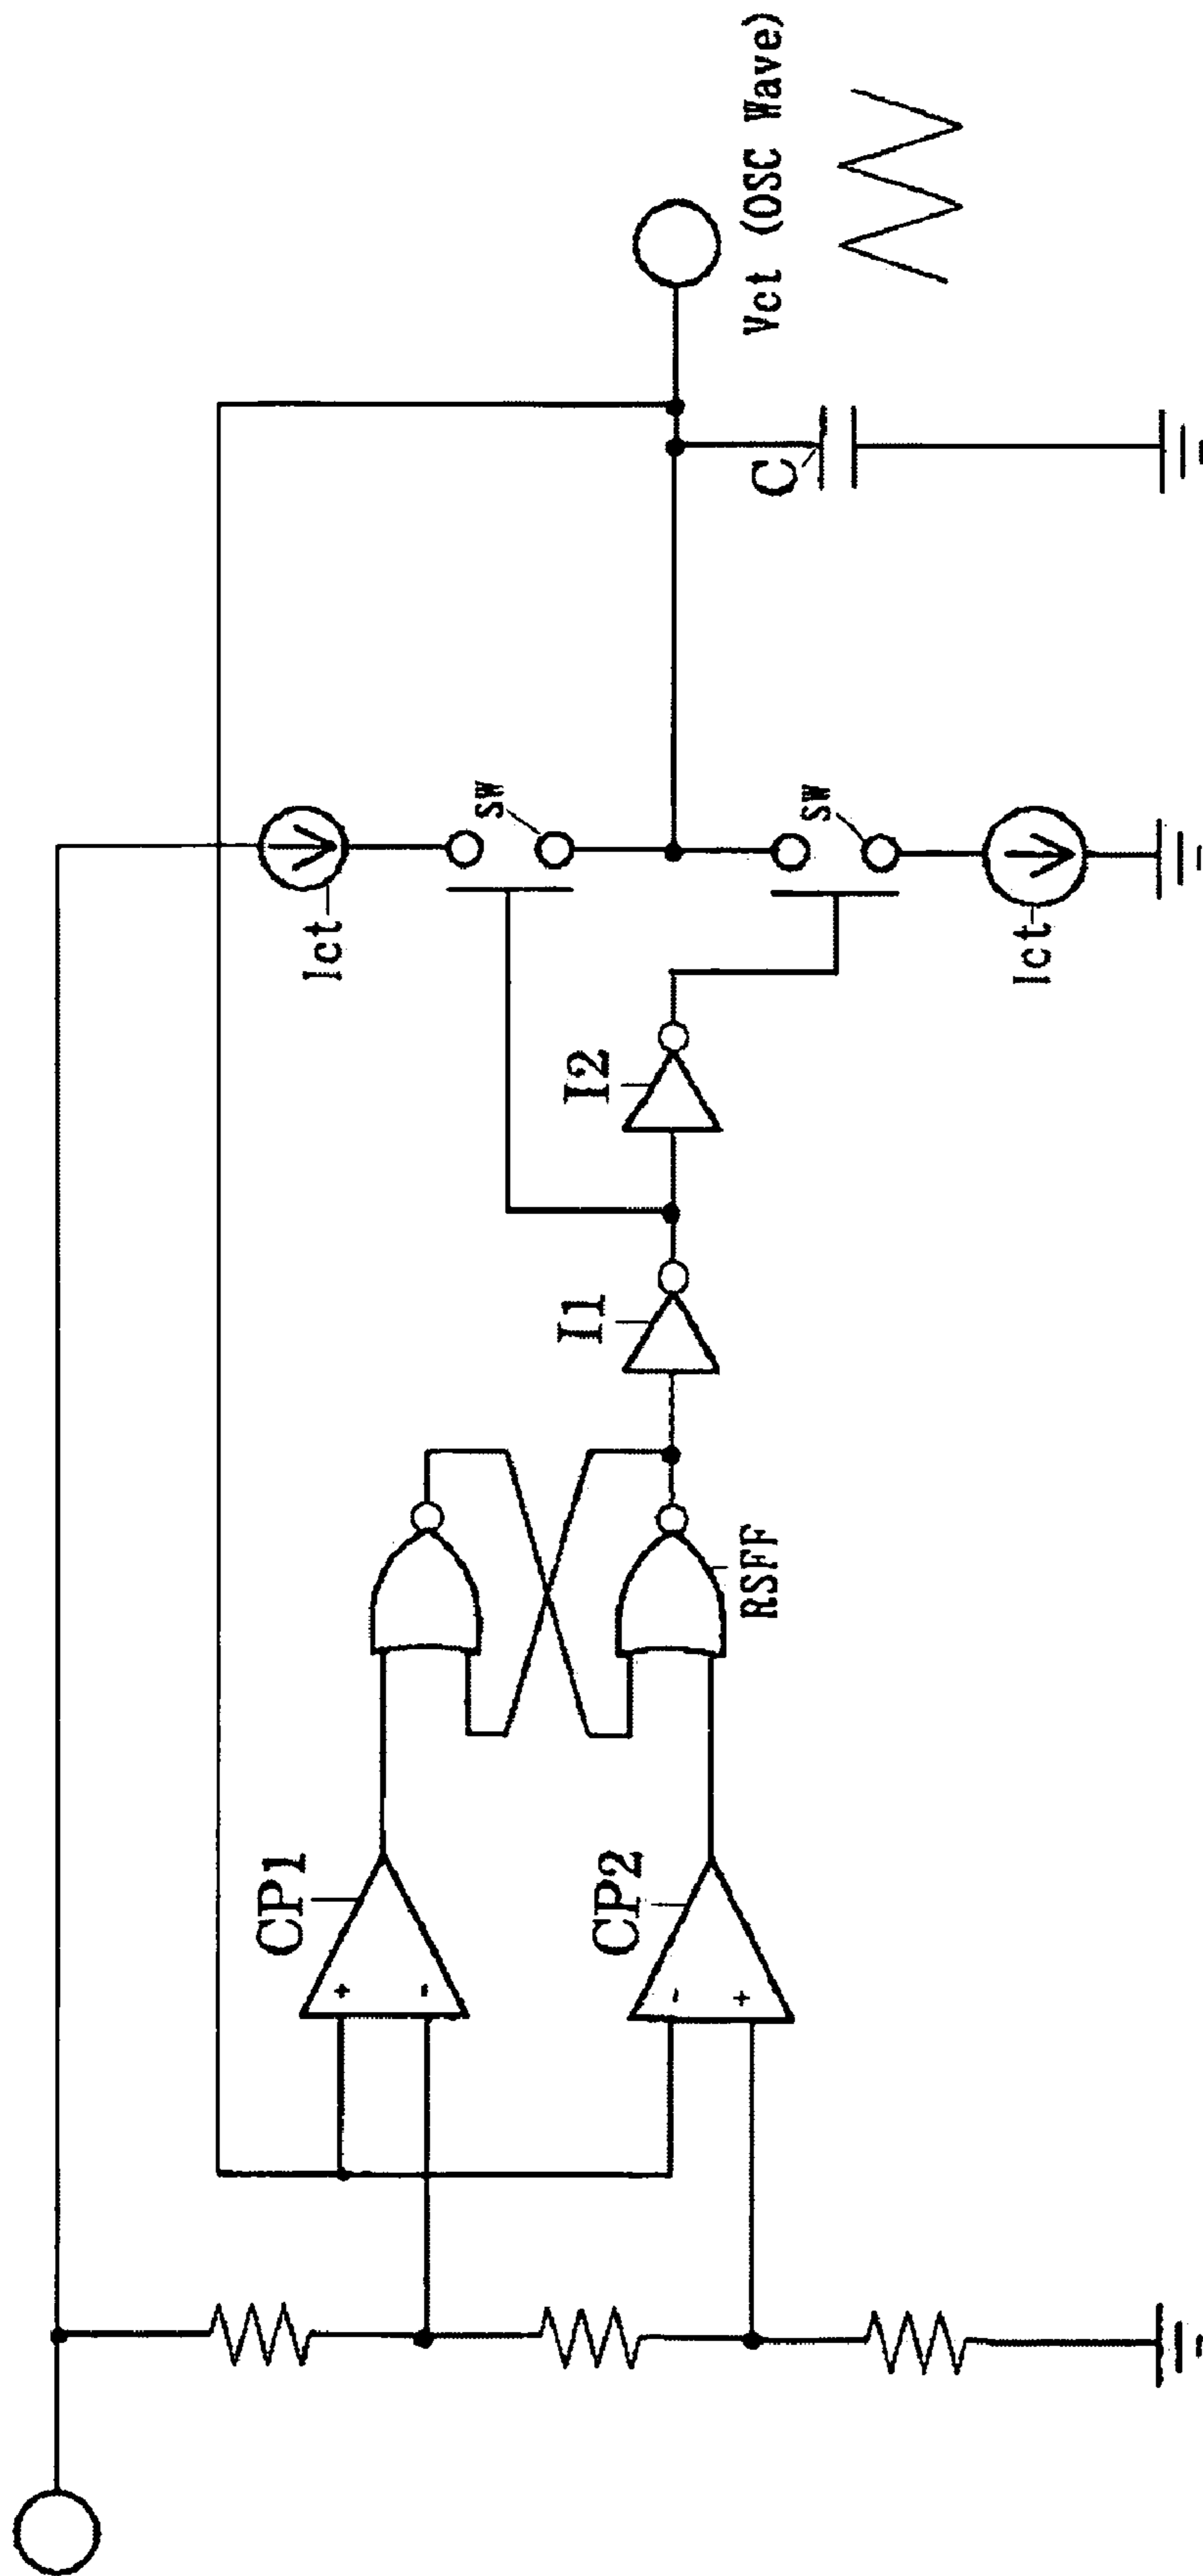 CP1
+
-
CP2
-
+
RSFF
I1
I2
Ict
SW
SW
Ict
C
Vct (OSC Wave)